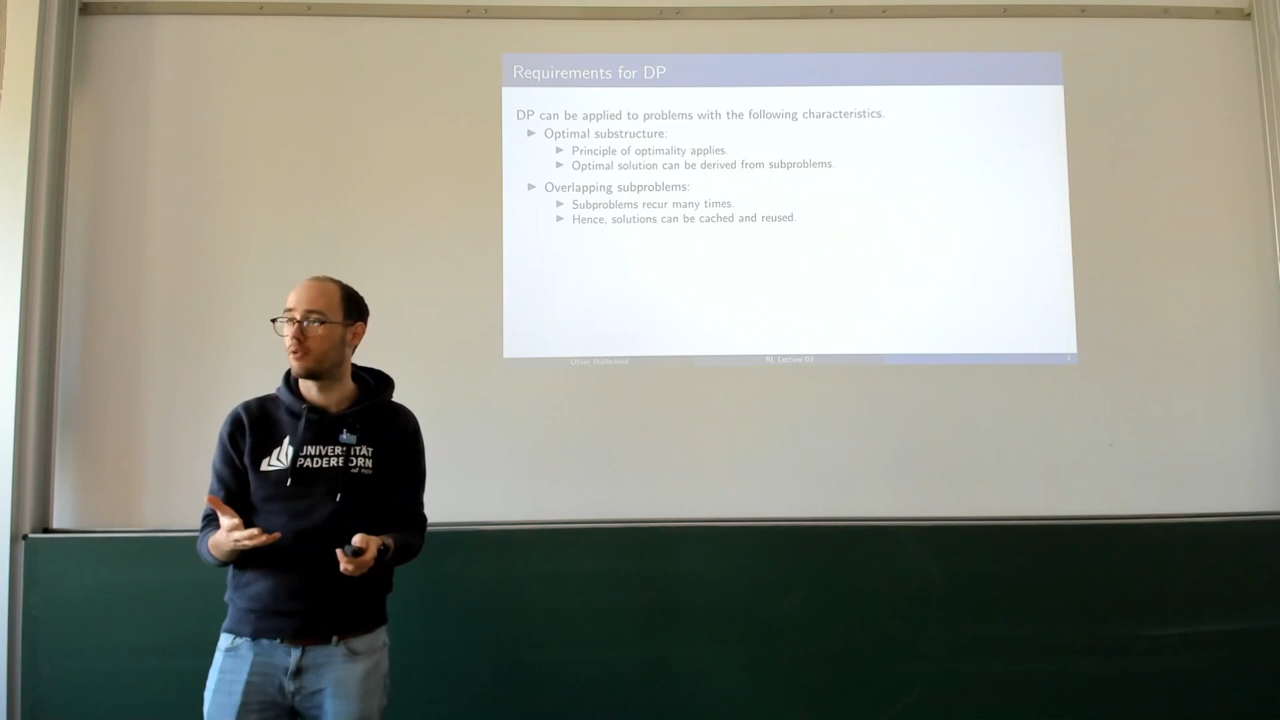 Requirements for DP
DP can be applied to problems with the following characteristics.
Optimal substructure:
Principle of optimality applies.
Optimal solution can be derived from subproblems.
Overlapping subproblems:
Subproblems recur many times.
Hence, solutions can be cached and reused.
RL Lecture 03
UNIVERSITÄT
PADERBORN